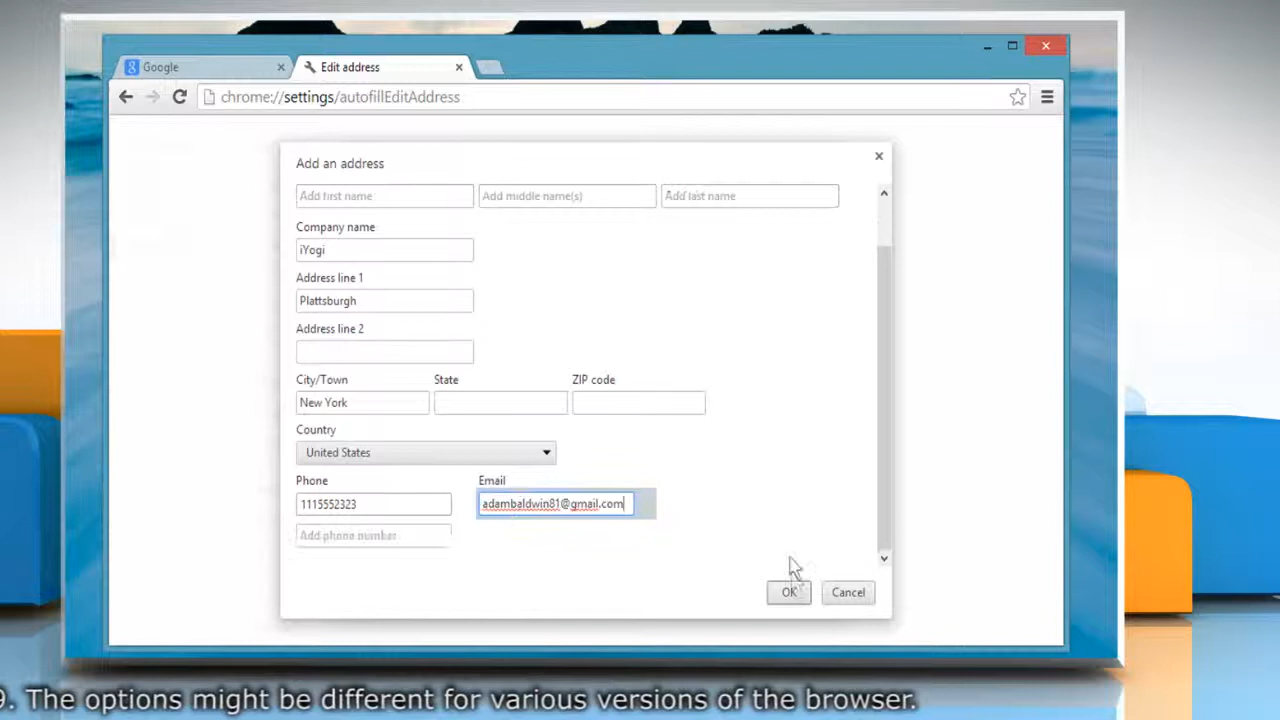 Google
Edit address
chrome://settings/autofillEditAddress
Add an address
Add first name
Add middle name(s)
Add last name
Company name
iYogi
Address line 1
Plattsburgh
Address line 2
City/Town
State
ZIP code
New York
Country
United States
Phone
Email
1115552323
adambaldwin81@gmail.com
Add phone number
OK
Cancel
9. The options might be different for various versions of the browser.